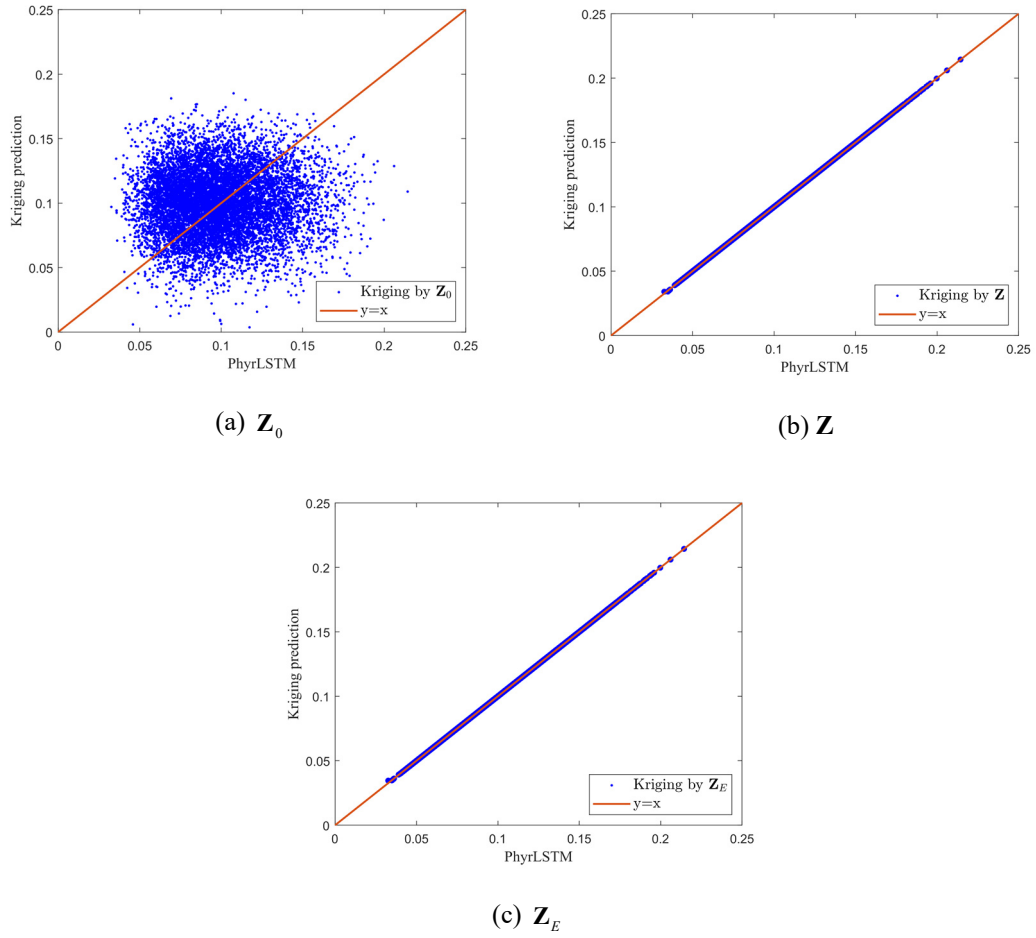 0.25
0.2
0.15
0.1
0.05
0
Kriging prediction
Kriging by Z₀
y=x
0 0.05 0.1 0.15 0.2 0.25
PhyrLSTM
(a) Z₀
0.25
0.2
0.15
0.1
0.05
0
Kriging prediction
Kriging by Z
y=x
0 0.05 0.1 0.15 0.2 0.25
PhyrLSTM
(b) Z
0.25
0.2
0.15
0.1
0.05
0
Kriging prediction
Kriging by Z_E
y=x
0 0.05 0.1 0.15 0.2 0.25
PhyrLSTM
(c) Z_E